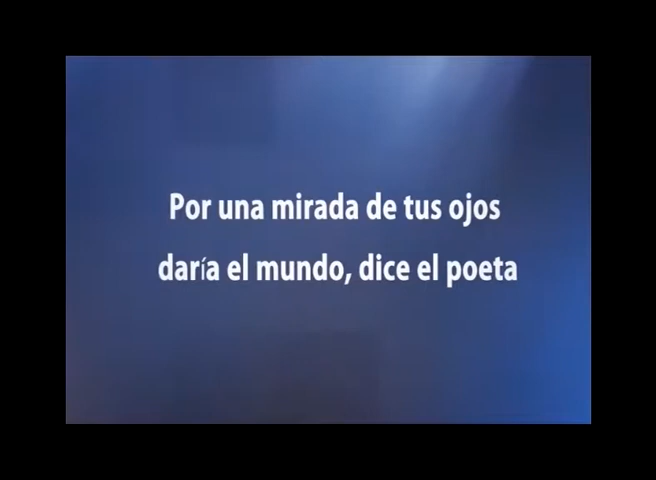 Por una mirada de tus ojos
daría el mundo, dice el poeta